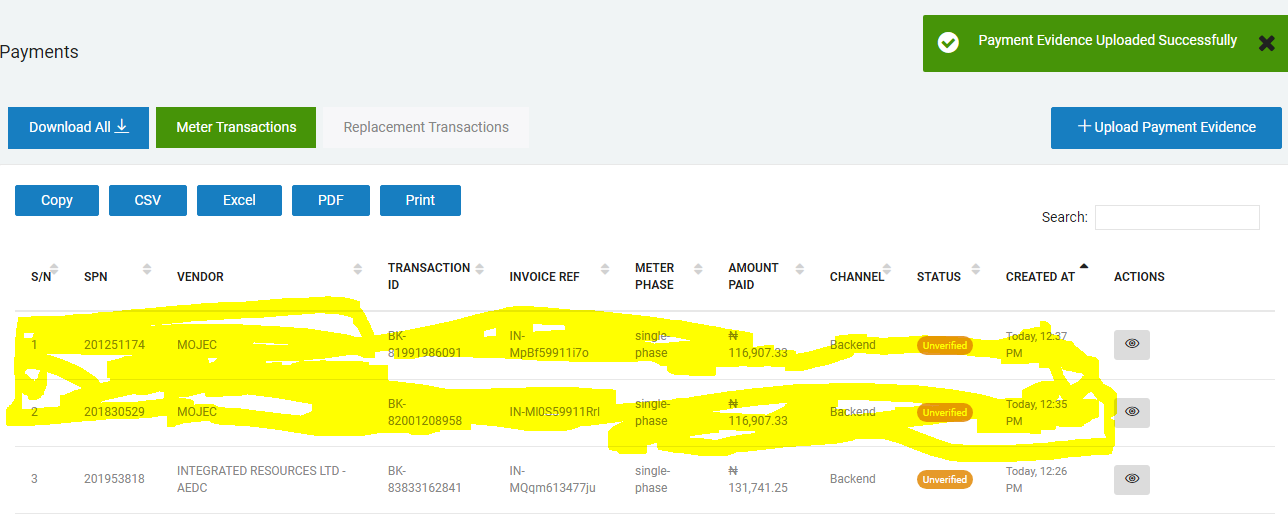 Payment Evidence Uploaded Successfully
Payments
Download All
Meter Transactions
Replacement Transactions
Upload Payment Evidence
Copy CSV Excel PDF Print
Search:
S/N SPN VENDOR TRANSACTION ID INVOICE REF METER PHASE AMOUNT PAID CHANNEL STATUS CREATED AT ACTIONS
1 201251174 MOJEC BK-81991986091 IN-MpBf59911i7o single-phase ₦ 116,907.33 Backend Unverified Today, 12:37 PM
2 201830529 MOJEC BK-82001208958 IN-MI0S59911RrI single-phase ₦ 116,907.33 Backend Unverified Today, 12:35 PM
3 201953818 INTEGRATED RESOURCES LTD - AEDC BK-83833162841 IN-MQqm613477ju single-phase ₦ 131,741.25 Backend Unverified Today, 12:26 PM